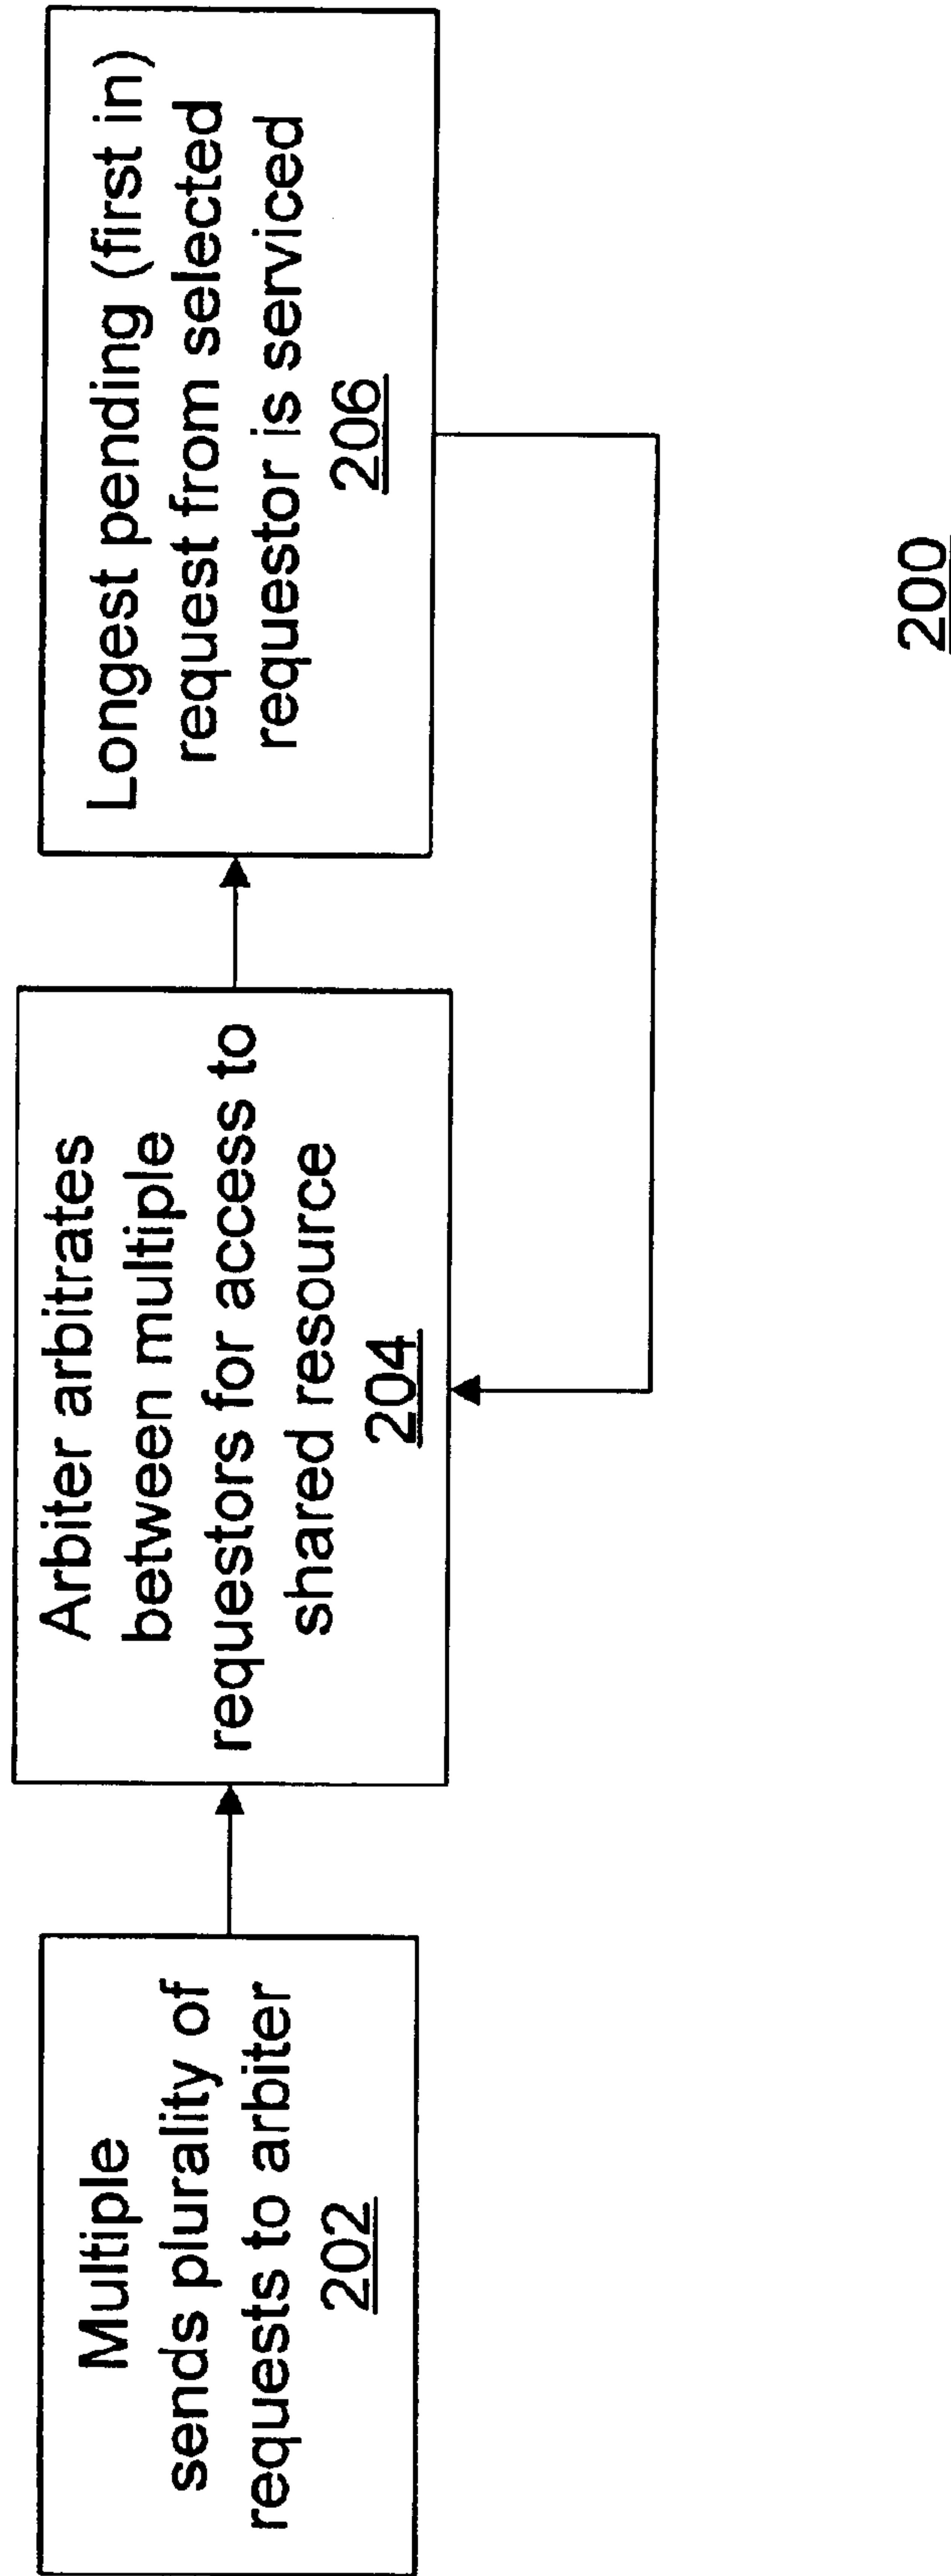 Multiple
sends plurality of
requests to arbiter
202
Arbiter arbitrates
between multiple
requestors for access to
shared resource
204
Longest pending (first in)
request from selected
requestor is serviced
206
200